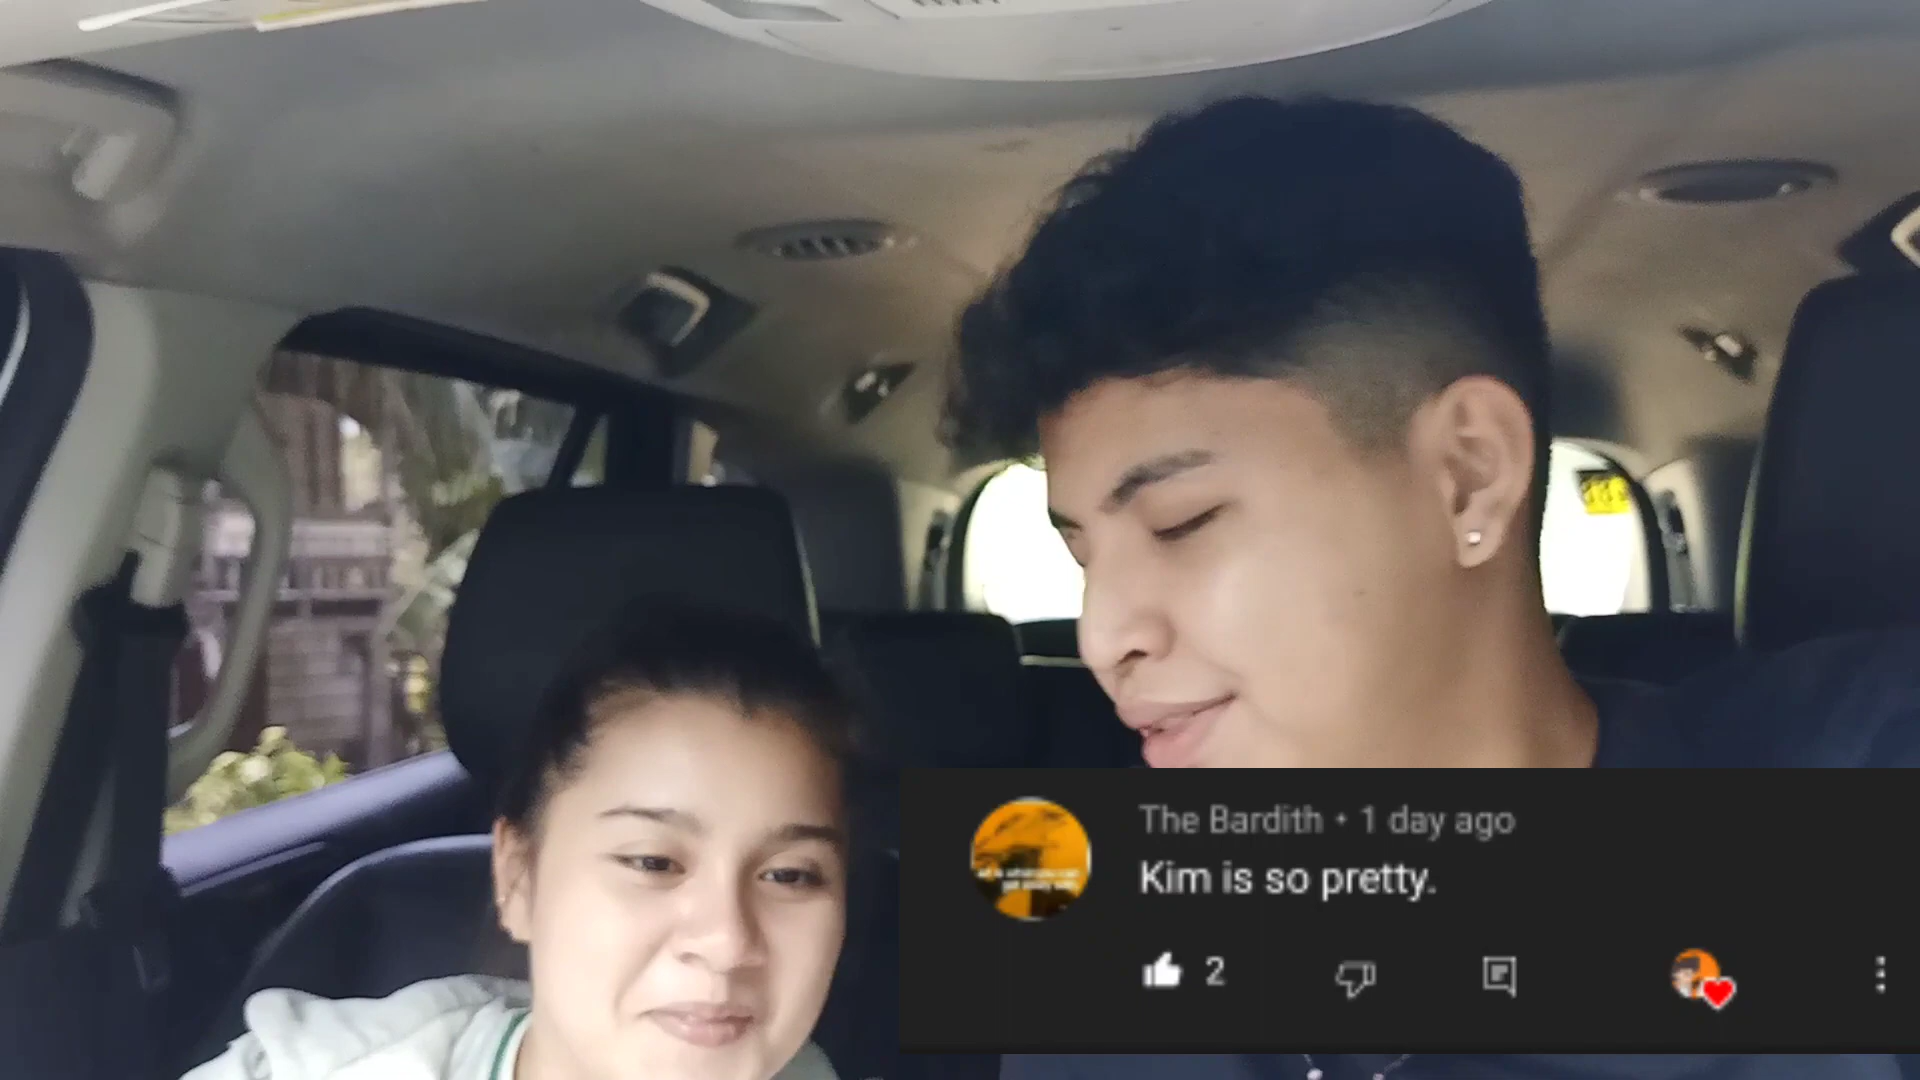 The Bardith • 1 day ago
Kim is so pretty.
2